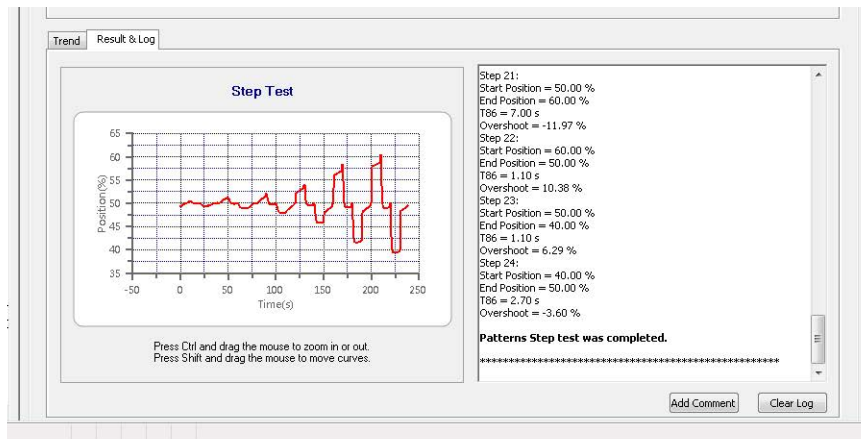 Trend
Result & Log
Step Test
65
60
55
50
45
40
35
Position(%)
-50
0
50
100
150
200
250
Time(s)
Press Ctrl and drag the mouse to zoom in or out.
Press Shift and drag the mouse to move curves.
Step 21:
Start Position = 50.00 %
End Position = 60.00 %
T86 = 7.00 s
Overshoot = -11.97 %
Step 22:
Start Position = 60.00 %
End Position = 50.00 %
T86 = 1.10 s
Overshoot = 10.38 %
Step 23:
Start Position = 50.00 %
End Position = 40.00 %
T86 = 1.10 s
Overshoot = 6.29 %
Step 24:
Start Position = 40.00 %
End Position = 50.00 %
T86 = 2.70 s
Overshoot = -3.60 %
Patterns Step test was completed.
****************************************************
Add Comment
Clear Log